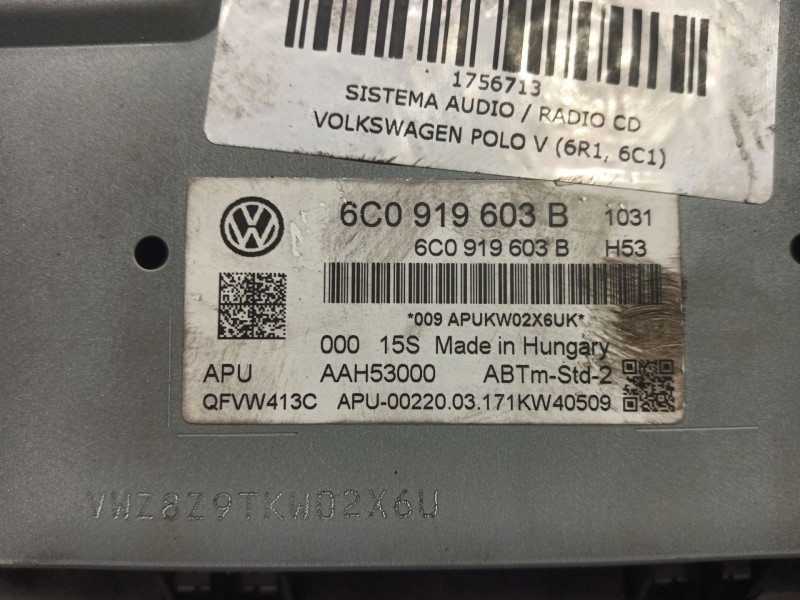 1756713
SISTEMA AUDIO / RADIO CD
VOLKSWAGEN POLO V (6R1, 6C1)
6C0 919 603 B 1031
6C0 919 603 B H53
*009 APUKW02X6UK*
000 15S Made in Hungary
APU AAH53000 ABTm-Std-2
QFVW413C APU-00220.03.171KW40509
VWZ8Z9TKW02X6U